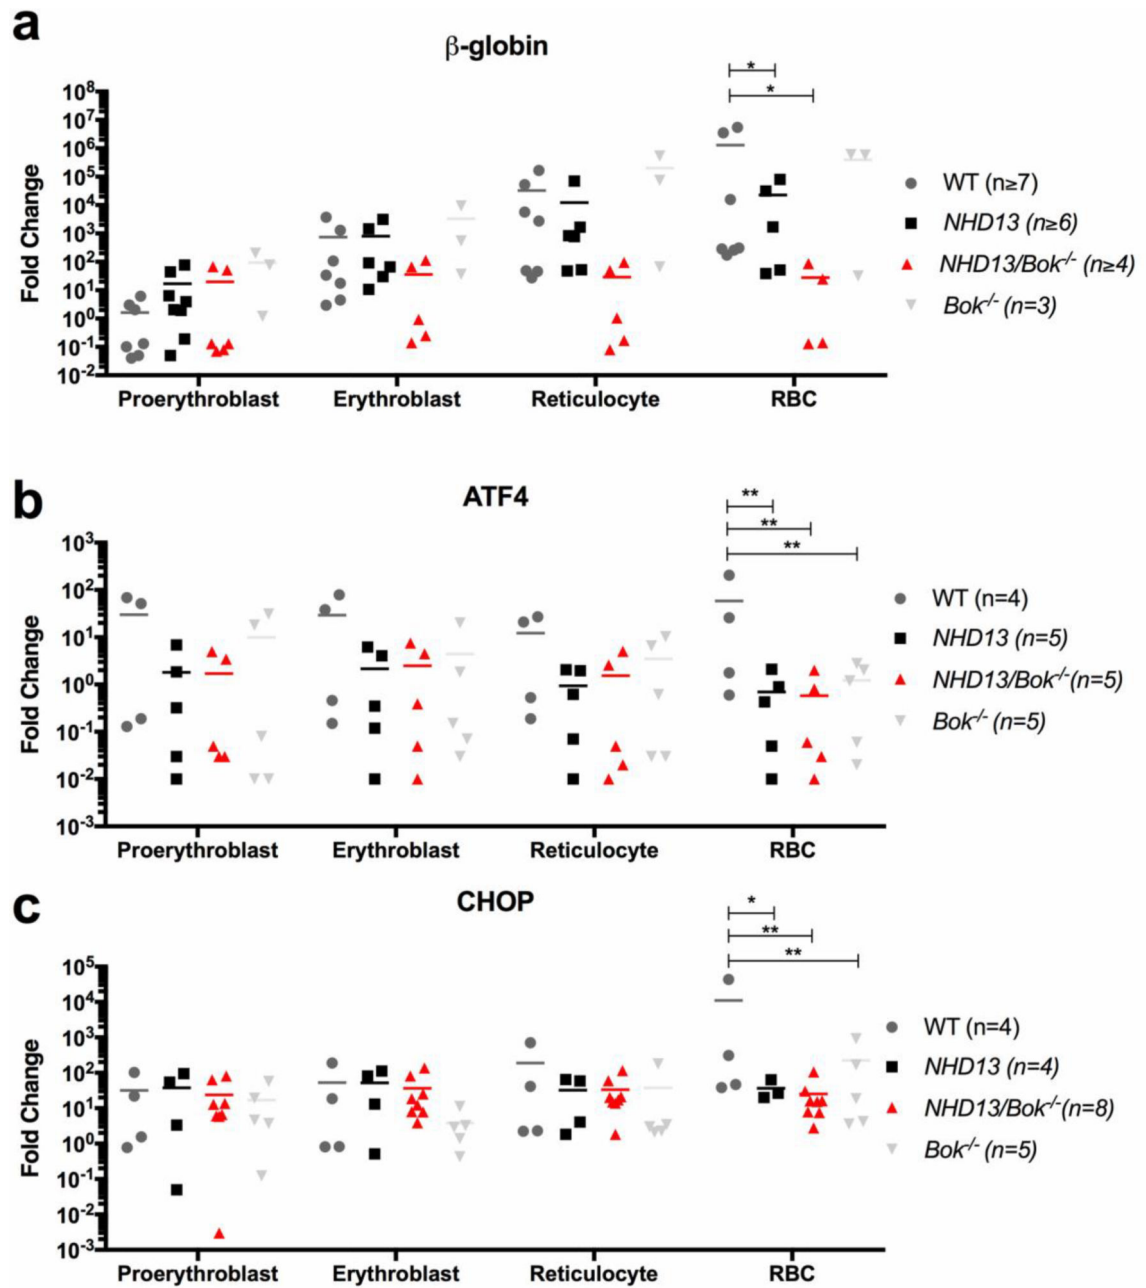 a
β-globin
* 
*
Fold Change
10⁸
10⁷
10⁶
10⁵
10⁴
10³
10²
10¹
10⁰
10⁻¹
10⁻²
Proerythroblast Erythroblast Reticulocyte RBC
WT (n≥7)
NHD13 (n≥6)
NHD13/Bok⁻/⁻ (n≥4)
Bok⁻/⁻ (n=3)
b
ATF4
**
**
**
Fold Change
10³
10²
10¹
10⁰
10⁻¹
10⁻²
10⁻³
Proerythroblast Erythroblast Reticulocyte RBC
WT (n=4)
NHD13 (n=5)
NHD13/Bok⁻/⁻(n=5)
Bok⁻/⁻ (n=5)
c
CHOP
*
**
**
Fold Change
10⁵
10⁴
10³
10²
10¹
10⁰
10⁻¹
10⁻²
10⁻³
Proerythroblast Erythroblast Reticulocyte RBC
WT (n=4)
NHD13 (n=4)
NHD13/Bok⁻/⁻(n=8)
Bok⁻/⁻ (n=5)